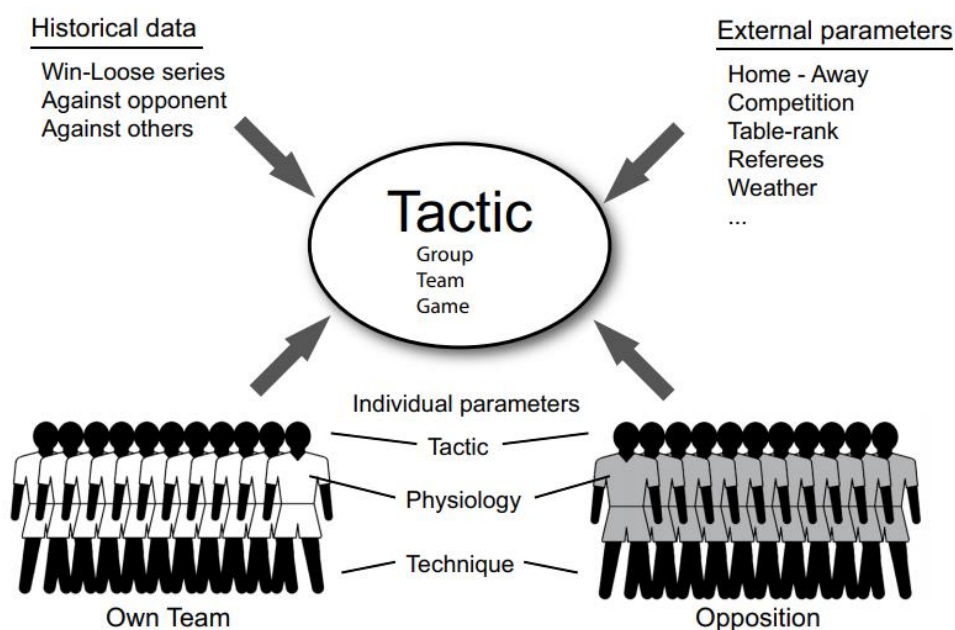 Historical data
Win-Loose series
Against opponent
Against others
External parameters
Home - Away
Competition
Table-rank
Referees
Weather
...
Tactic
Group
Team
Game
Individual parameters
Tactic
Physiology
Technique
Own Team
Opposition